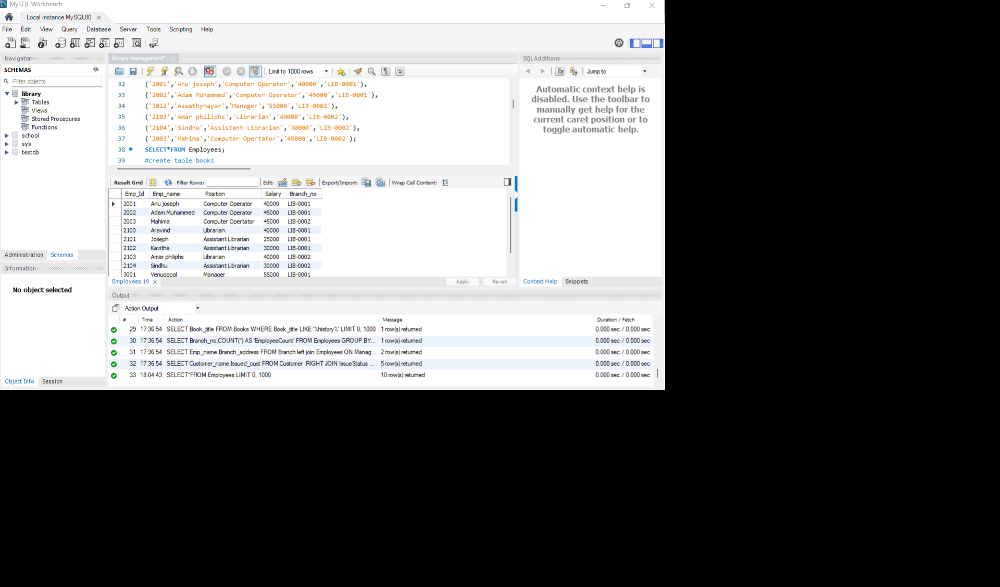 MySQL Workbench
Local instance MySQL80
File Edit View Query Database Server Tools Scripting Help
Navigator
SCHEMAS
Filter objects
library
Tables
Views
Stored Procedures
Functions
school
sys
testdb
Administration Schemas
Information
No object selected
Object Info Session
library management*
Limit to 1000 rows
32 ('2001','Anu joseph','Computer Operator','40000','LIB-0001'),
33 ('2002','Adam Muhammed','Computer Operator','45000','LIB-0001'),
34 ('3012','Aswathynayar','Manager','55000','LIB-0002'),
35 ('2103','Amar philiphs','Librarian','40000','LIB-0002'),
36 ('2104','Sindhu','Assistant Librarian','30000','LIB-0002'),
37 ('2003','Mahima','Computer Opertator','45000','LIB-0002');
38 SELECT*FROM Employees;
39 #create table books
Result Grid Filter Rows: Edit: Export/Import: Wrap Cell Content:
Emp_Id Emp_name Position Salary Branch_no
2001 Anu joseph Computer Operator 40000 LIB-0001
2002 Adam Muhammed Computer Operator 45000 LIB-0001
2003 Mahima Computer Opertator 45000 LIB-0002
2100 Aravind Librarian 40000 LIB-0001
2101 Joseph Assistant Librarian 25000 LIB-0001
2102 Kavitha Assistant Librarian 30000 LIB-0001
2103 Amar philiphs Librarian 40000 LIB-0002
2104 Sindhu Assistant Librarian 30000 LIB-0002
3001 Venugopal Manager 55000 LIB-0001
Employees 19 Apply Revert
SQLAdditions
Jump to
Automatic context help is
disabled. Use the toolbar to
manually get help for the
current caret position or to
toggle automatic help.
Context Help Snippets
Output
Action Output
# Time Action Message Duration / Fetch
29 17:36:54 SELECT Book_title FROM Books WHERE Book_title LIKE '%history%' LIMIT 0, 1000 1 row(s) returned 0.000 sec / 0.000 sec
30 17:36:54 SELECT Branch_no,COUNT(*) AS 'EmployeeCount' FROM Employees GROUP BY... 1 row(s) returned 0.000 sec / 0.000 sec
31 17:36:54 SELECT Emp_name,Branch_address FROM Branch left join Employees ON Manag... 2 row(s) returned 0.000 sec / 0.000 sec
32 17:36:54 SELECT Customer_name,Issued_cust FROM Customer RIGHT JOIN IssueStatus ... 5 row(s) returned 0.000 sec / 0.000 sec
33 18:04:43 SELECT*FROM Employees LIMIT 0, 1000 10 row(s) returned 0.000 sec / 0.000 sec